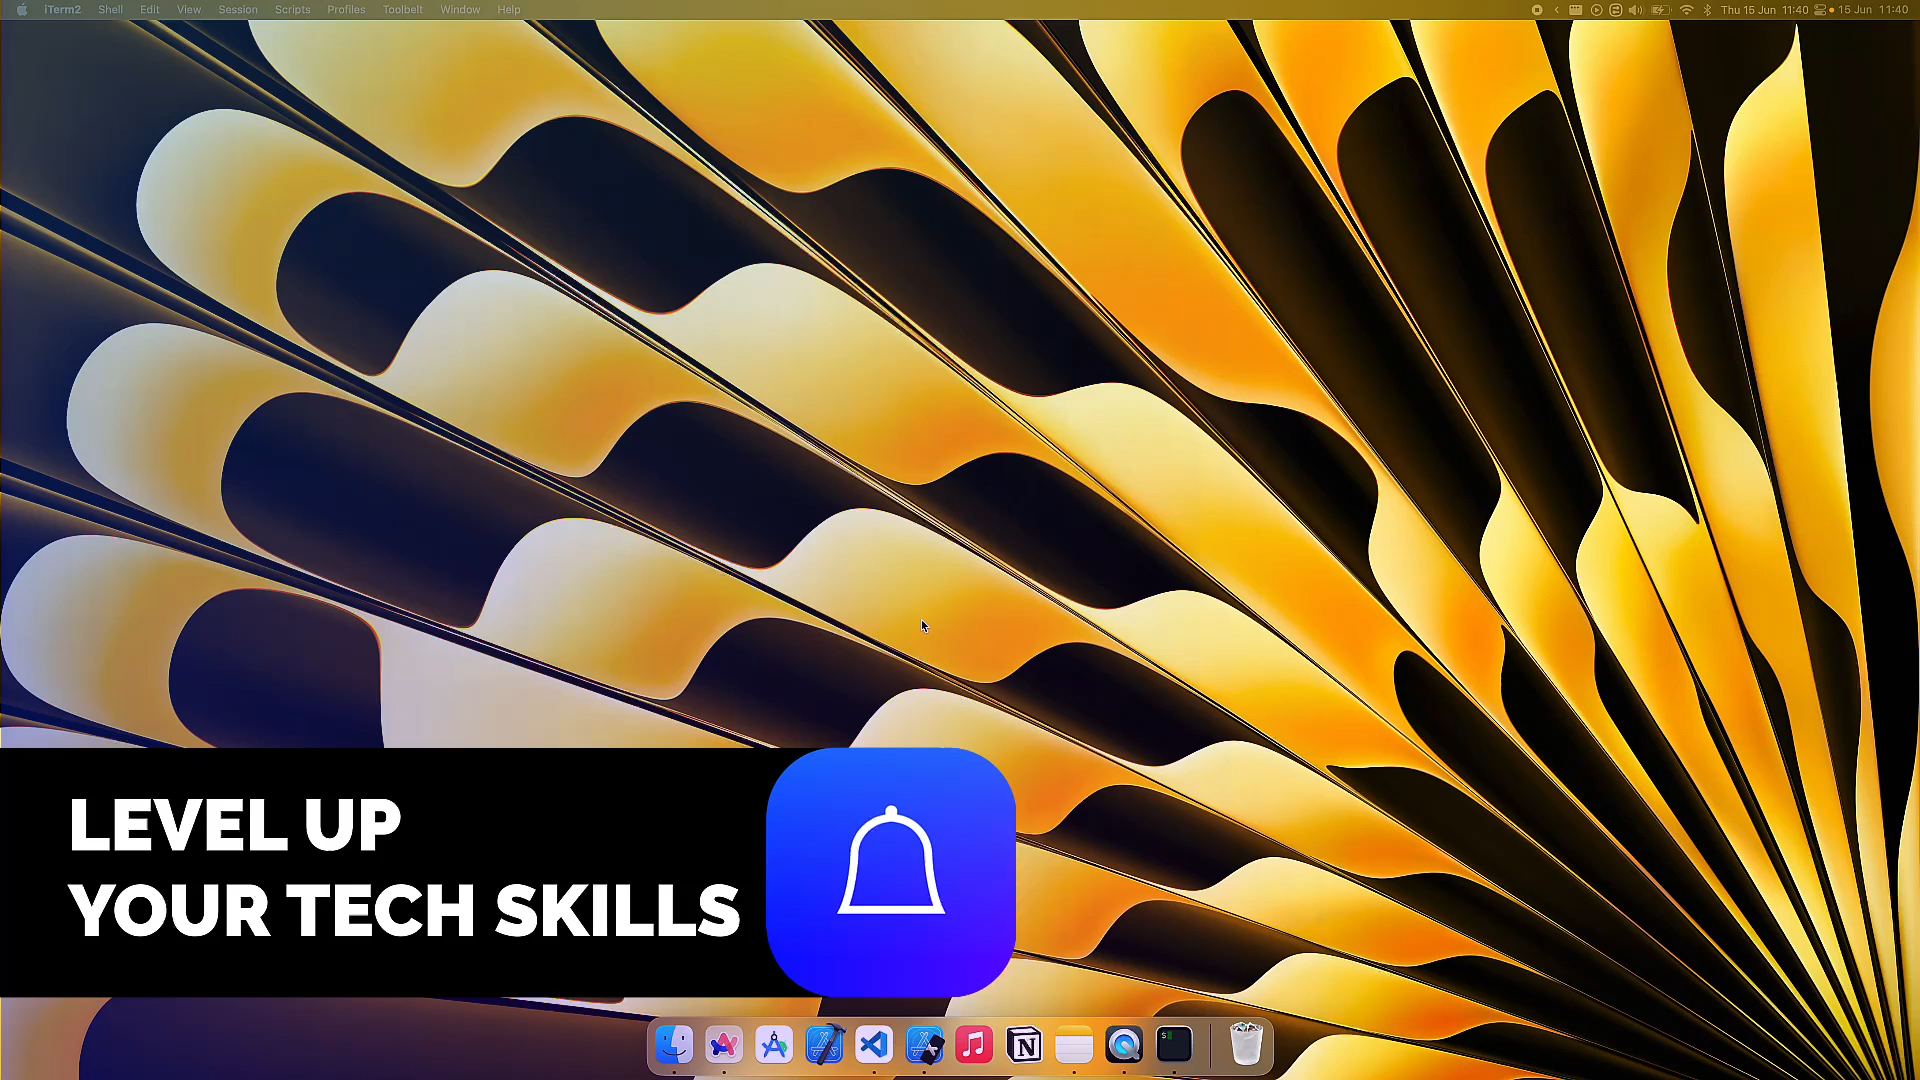 iTerm2 Shell Edit View Session Scripts Profiles Toolbelt Window Help
Thu 15 Jun 11:40 15 Jun 11:40
LEVEL UP
YOUR TECH SKILLS
N
$